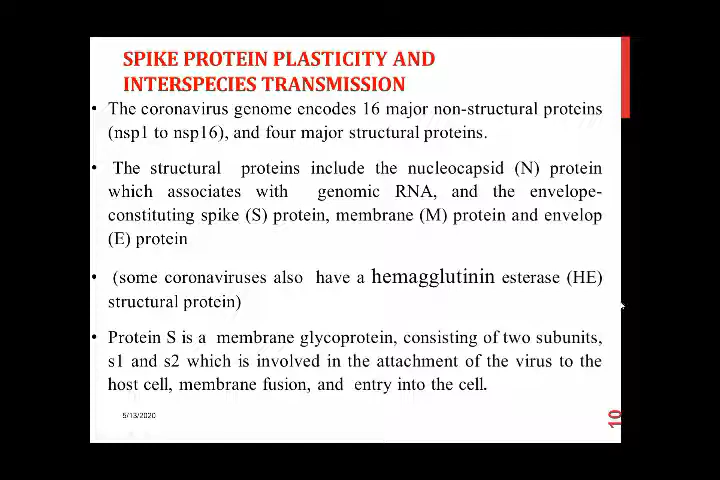 SPIKE PROTEIN PLASTICITY AND
INTERSPECIES TRANSMISSION
• The coronavirus genome encodes 16 major non-structural proteins
(nsp1 to nsp16), and four major structural proteins.
• The structural proteins include the nucleocapsid (N) protein
which associates with genomic RNA, and the envelope-
constituting spike (S) protein, membrane (M) protein and envelop
(E) protein
• (some coronaviruses also have a hemagglutinin esterase (HE)
structural protein)
• Protein S is a membrane glycoprotein, consisting of two subunits,
s1 and s2 which is involved in the attachment of the virus to the
host cell, membrane fusion, and entry into the cell.
5/13/2020
10